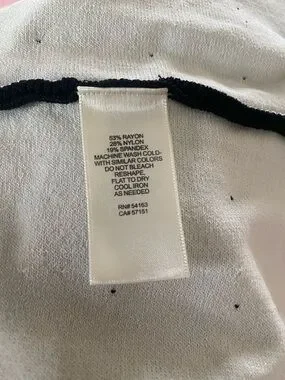 53% RAYON
28% NYLON
19% SPANDEX
MACHINE WASH COLD-
WITH SIMILAR COLORS
DO NOT BLEACH
RESHAPE,
FLAT TO DRY
COOL IRON
AS NEEDED
RN# 54163
CA# 57151